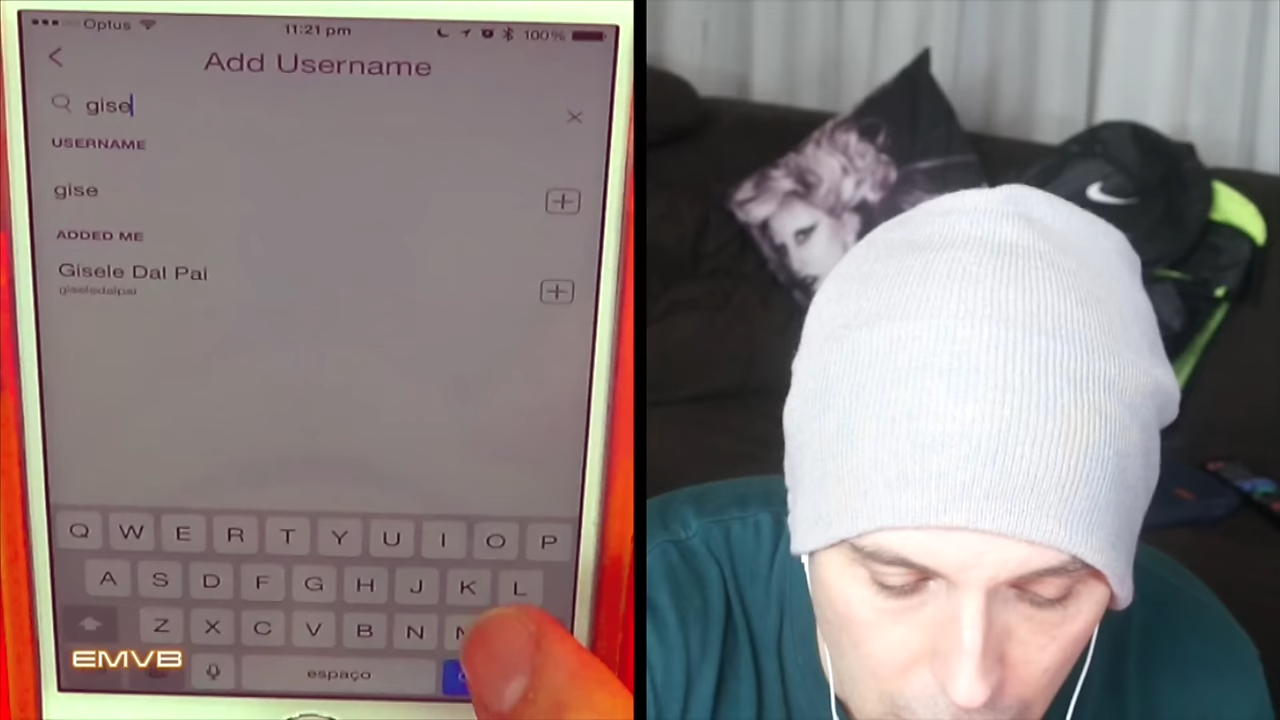 Optus 11:21 pm 100%
Add Username
gise
USERNAME
gise
ADDED ME
Gisele Dal Pai
giseledalpai
Q W E R T Y U I O P
A S D F G H J K L
Z X C V B N
espaço
EMVB